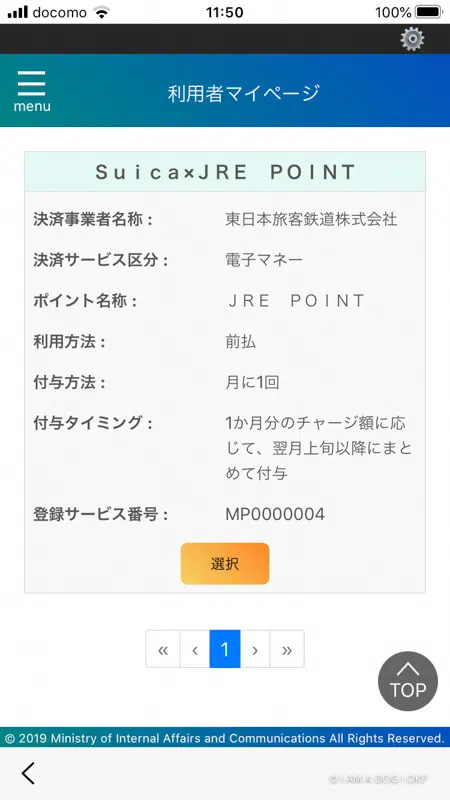 docomo 11:50 100%
menu
利用者マイページ
Ｓｕｉｃａ×ＪＲＥ　ＰＯＩＮＴ
決済事業者名称： 東日本旅客鉄道株式会社
決済サービス区分： 電子マネー
ポイント名称： ＪＲＥ　ＰＯＩＮＴ
利用方法： 前払
付与方法： 月に1回
付与タイミング： 1か月分のチャージ額に応
じて、翌月上旬以降にまと
めて付与
登録サービス番号： MP0000004
選択
« ‹ 1 › »
TOP
© 2019 Ministry of Internal Affairs and Communications All Rights Reserved.